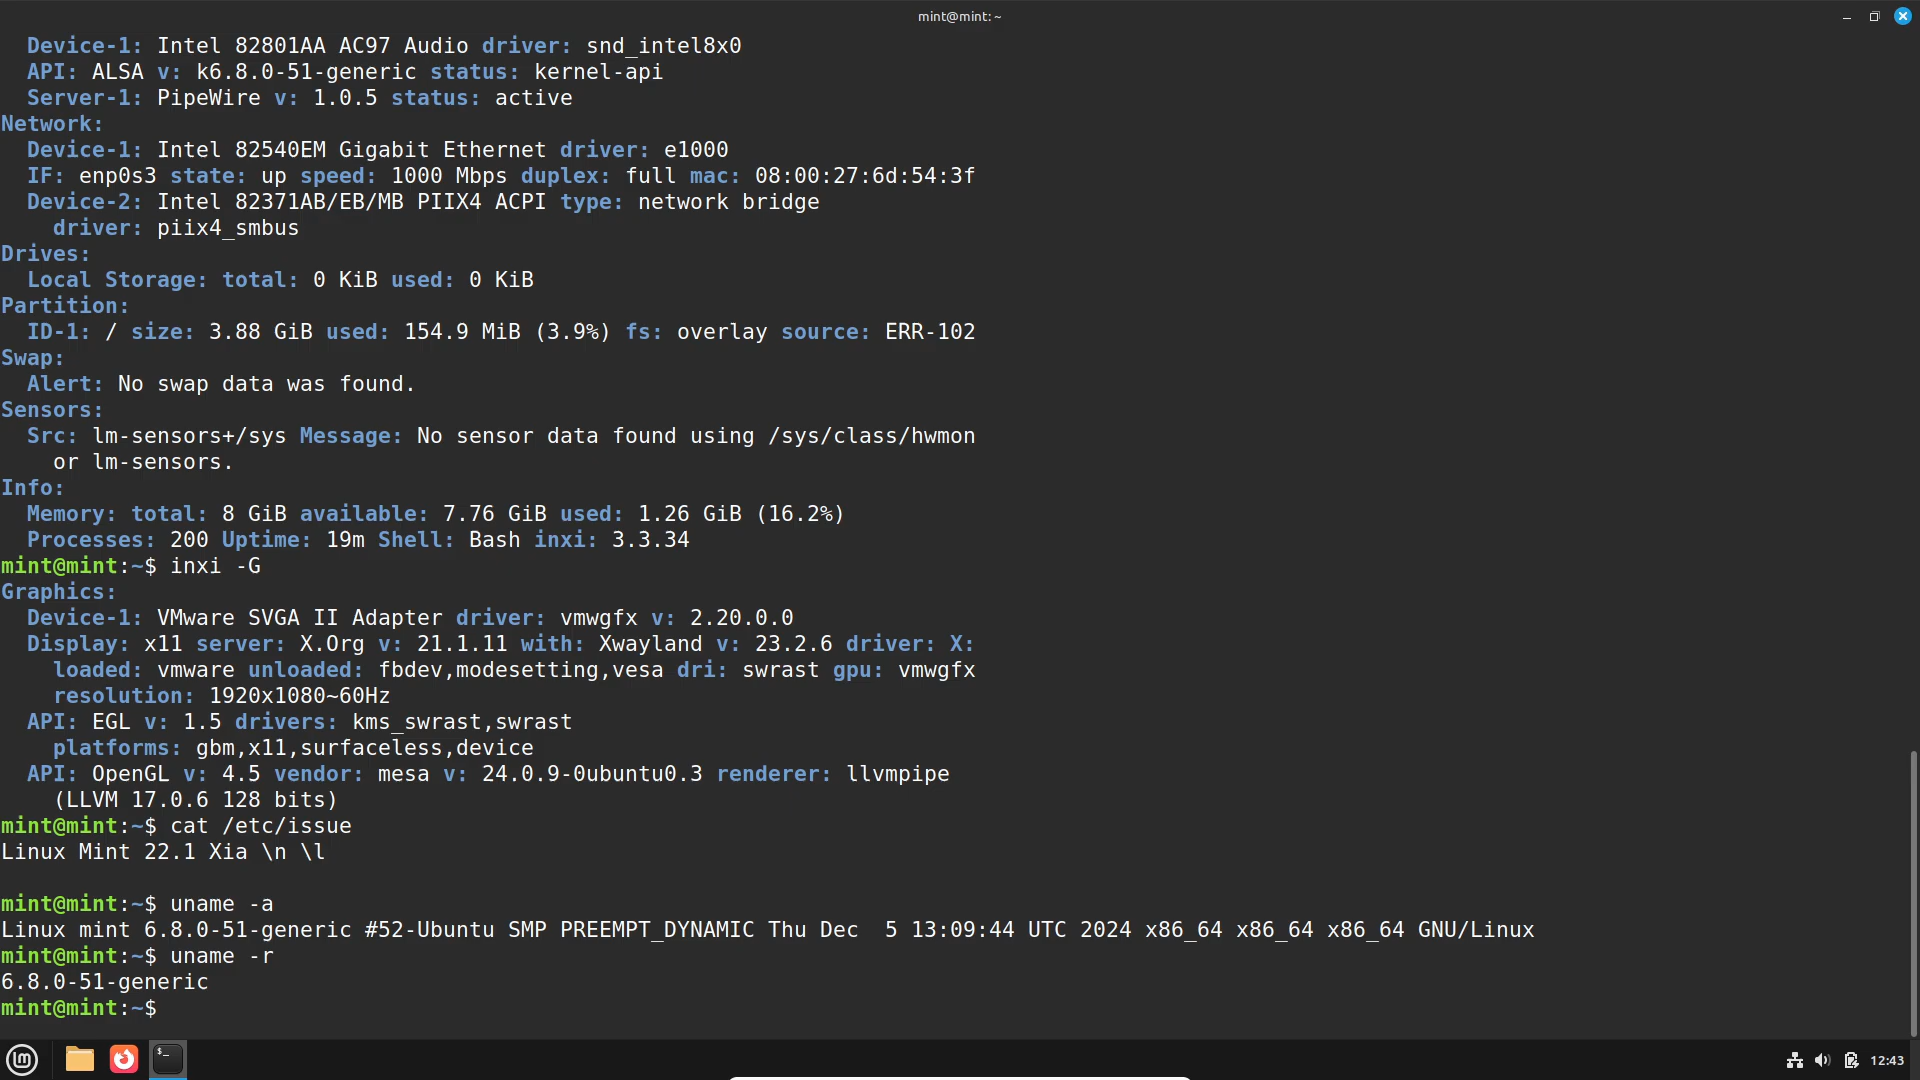 mint@mint: ~
Device-1: Intel 82801AA AC97 Audio driver: snd_intel8x0
API: ALSA v: k6.8.0-51-generic status: kernel-api
Server-1: PipeWire v: 1.0.5 status: active
Network:
Device-1: Intel 82540EM Gigabit Ethernet driver: e1000
IF: enp0s3 state: up speed: 1000 Mbps duplex: full mac: 08:00:27:6d:54:3f
Device-2: Intel 82371AB/EB/MB PIIX4 ACPI type: network bridge
driver: piix4_smbus
Drives:
Local Storage: total: 0 KiB used: 0 KiB
Partition:
ID-1: / size: 3.88 GiB used: 154.9 MiB (3.9%) fs: overlay source: ERR-102
Swap:
Alert: No swap data was found.
Sensors:
Src: lm-sensors+/sys Message: No sensor data found using /sys/class/hwmon
or lm-sensors.
Info:
Memory: total: 8 GiB available: 7.76 GiB used: 1.26 GiB (16.2%)
Processes: 200 Uptime: 19m Shell: Bash inxi: 3.3.34
mint@mint:~$ inxi -G
Graphics:
Device-1: VMware SVGA II Adapter driver: vmwgfx v: 2.20.0.0
Display: x11 server: X.Org v: 21.1.11 with: Xwayland v: 23.2.6 driver: X:
loaded: vmware unloaded: fbdev,modesetting,vesa dri: swrast gpu: vmwgfx
resolution: 1920x1080~60Hz
API: EGL v: 1.5 drivers: kms_swrast,swrast
platforms: gbm,x11,surfaceless,device
API: OpenGL v: 4.5 vendor: mesa v: 24.0.9-0ubuntu0.3 renderer: llvmpipe
(LLVM 17.0.6 128 bits)
mint@mint:~$ cat /etc/issue
Linux Mint 22.1 Xia \n \l
mint@mint:~$ uname -a
Linux mint 6.8.0-51-generic #52-Ubuntu SMP PREEMPT_DYNAMIC Thu Dec  5 13:09:44 UTC 2024 x86_64 x86_64 x86_64 GNU/Linux
mint@mint:~$ uname -r
6.8.0-51-generic
mint@mint:~$
12:43